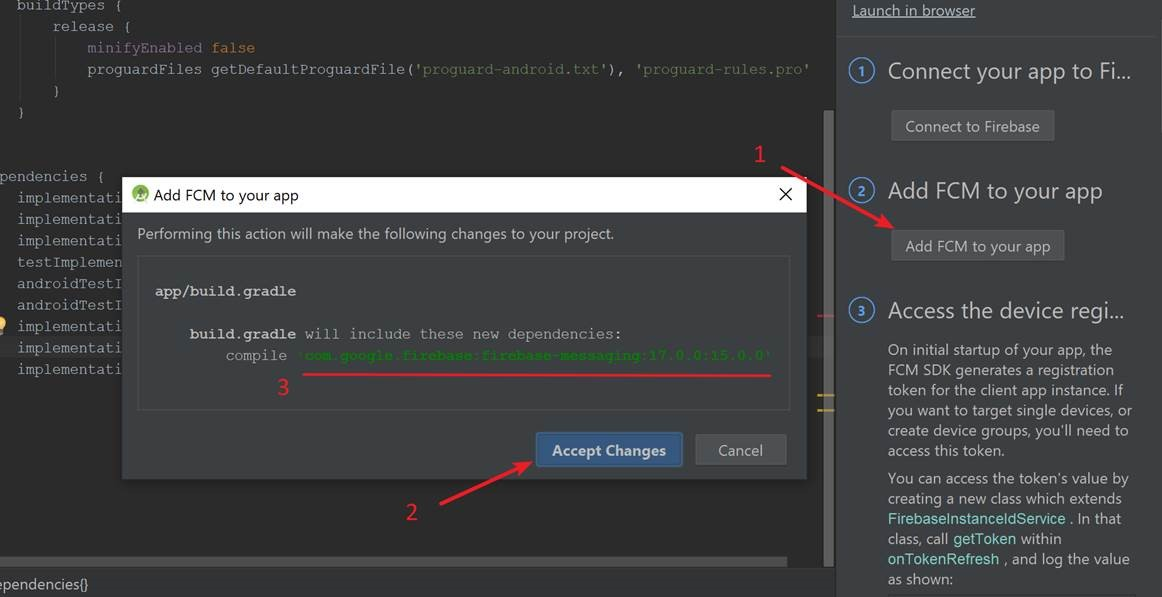 buildTypes {
release {
minifyEnabled false
proguardFiles getDefaultProguardFile('proguard-android.txt'), 'proguard-rules.pro'
}
}
pendencies {
implementati
implementati
implementati
testImplemen
androidTestI
androidTestI
implementati
implementati
implementati
ependencies{}
Add FCM to your app
Performing this action will make the following changes to your project.
app/build.gradle
build.gradle will include these new dependencies:
compile 'com.google.firebase:firebase-messaging:17.0.0:15.0.0'
3
Accept Changes
Cancel
2
1
Launch in browser
1 Connect your app to Fi...
Connect to Firebase
2 Add FCM to your app
Add FCM to your app
3 Access the device regi...
On initial startup of your app, the
FCM SDK generates a registration
token for the client app instance. If
you want to target single devices, or
create device groups, you'll need to
access this token.
You can access the token's value by
creating a new class which extends
FirebaseInstanceIdService . In that
class, call getToken within
onTokenRefresh , and log the value
as shown: